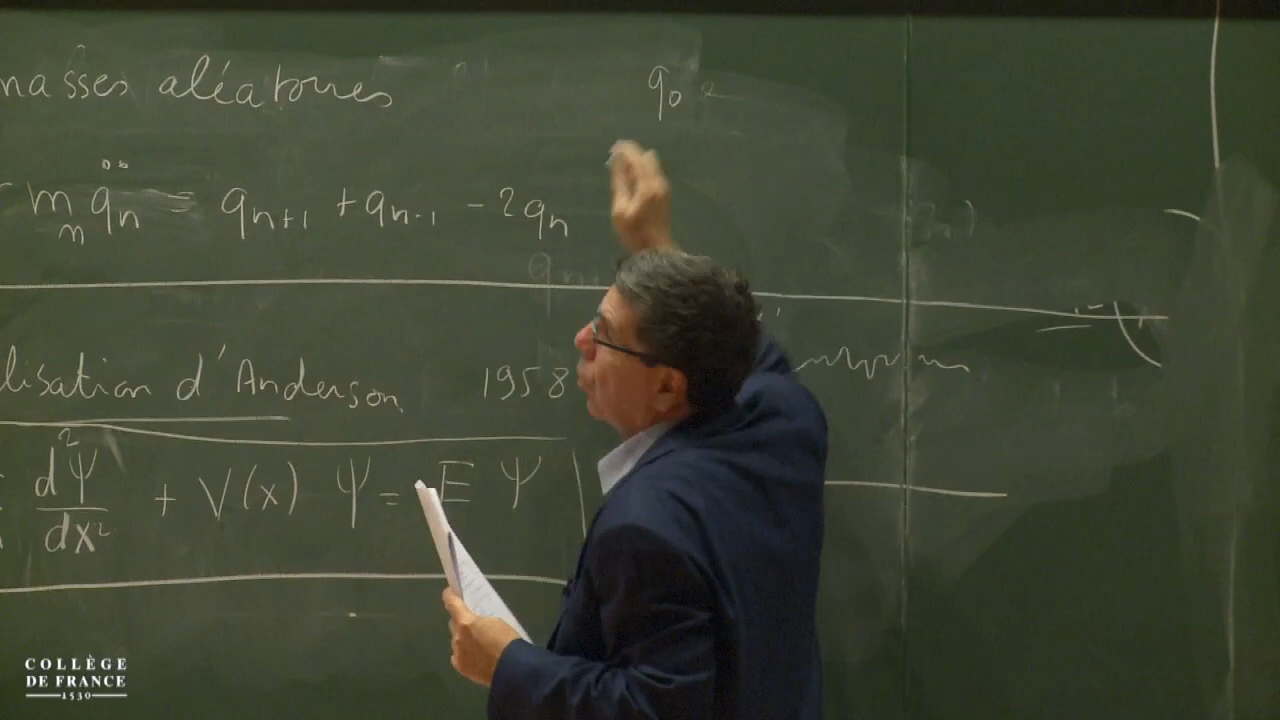 masses aléatoires
q₀
m_n q̈_n = q_{n+1} + q_{n-1} - 2q_n
lisation d'Anderson 1958
d²Ψ/dx² + V(x) Ψ = E Ψ
COLLÈGE
DE FRANCE
1530